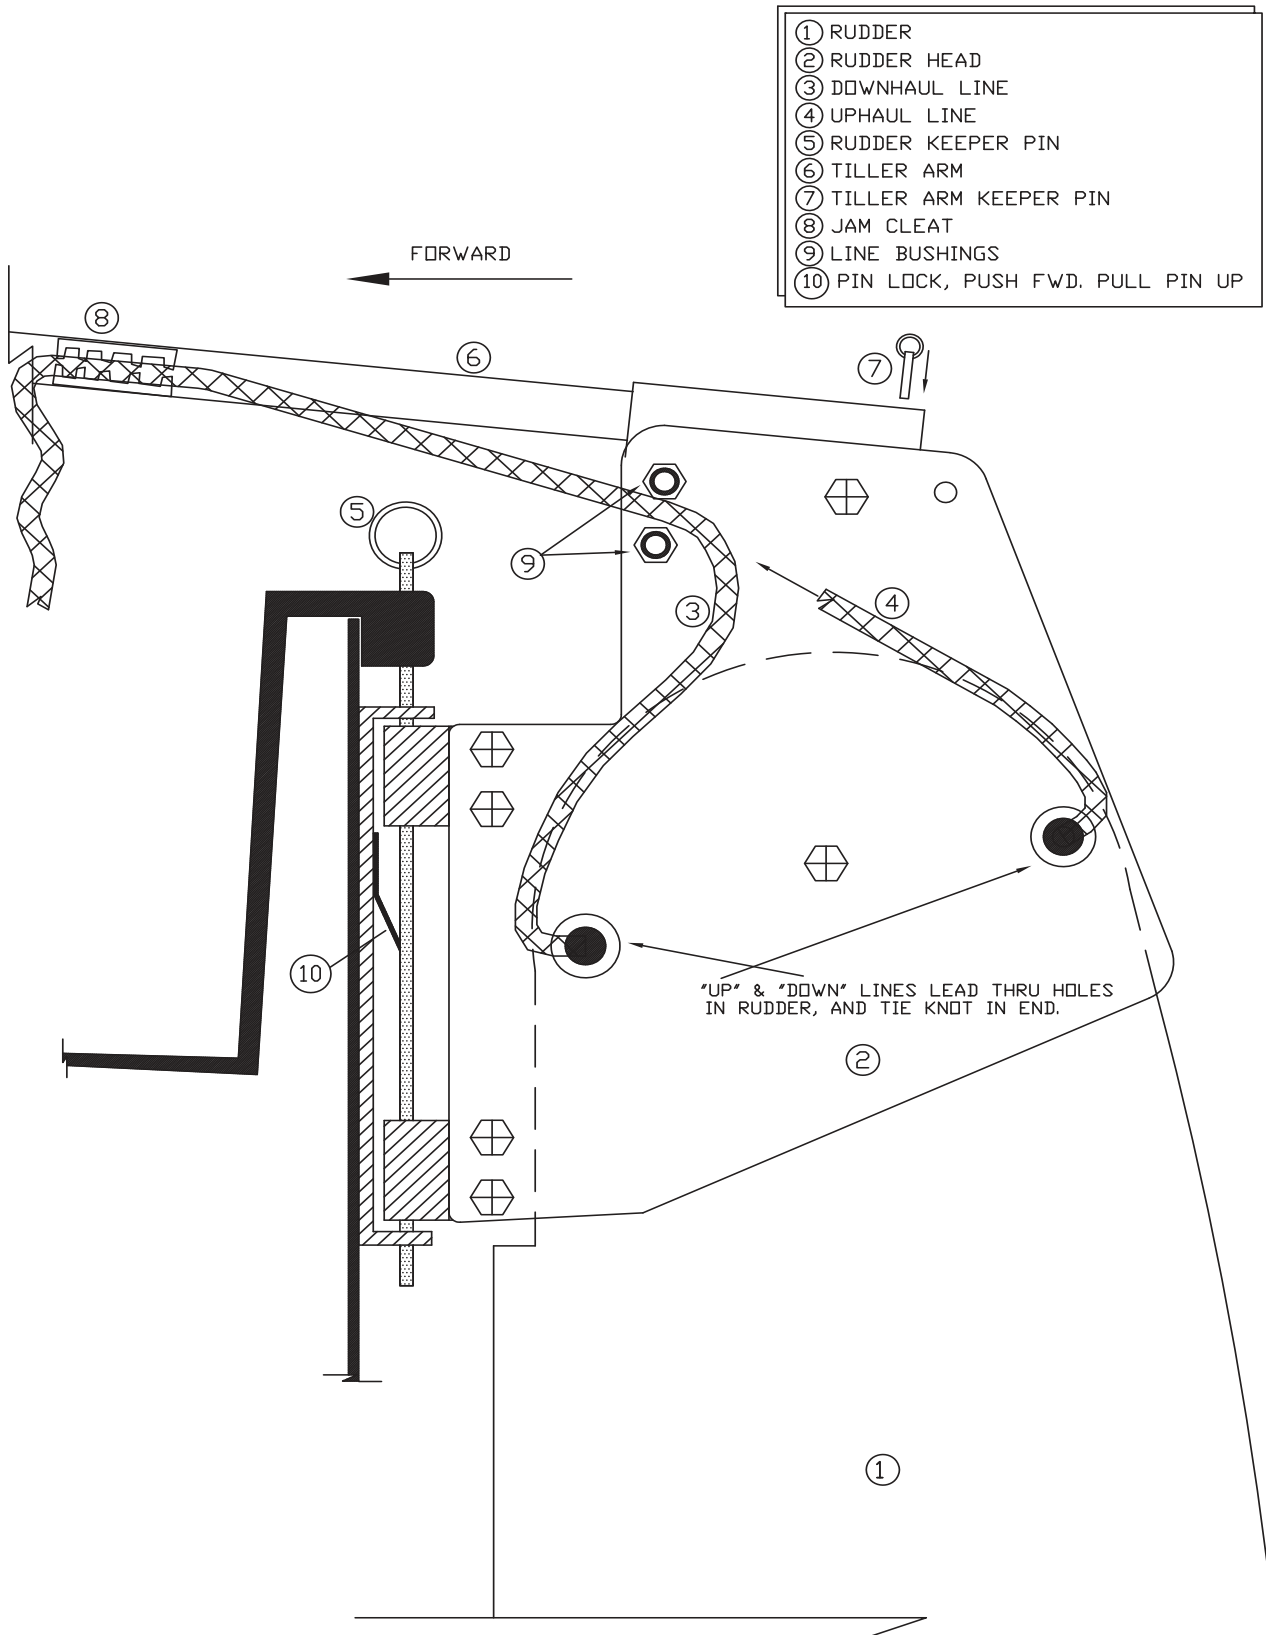 1 RUDDER
2 RUDDER HEAD
3 DOWNHAUL LINE
4 UPHAUL LINE
5 RUDDER KEEPER PIN
6 TILLER ARM
7 TILLER ARM KEEPER PIN
8 JAM CLEAT
9 LINE BUSHINGS
10 PIN LOCK, PUSH FWD. PULL PIN UP
FORWARD
8
6
7
5
9
3
4
10
"UP" & "DOWN" LINES LEAD THRU HOLES
IN RUDDER, AND TIE KNOT IN END.
2
1